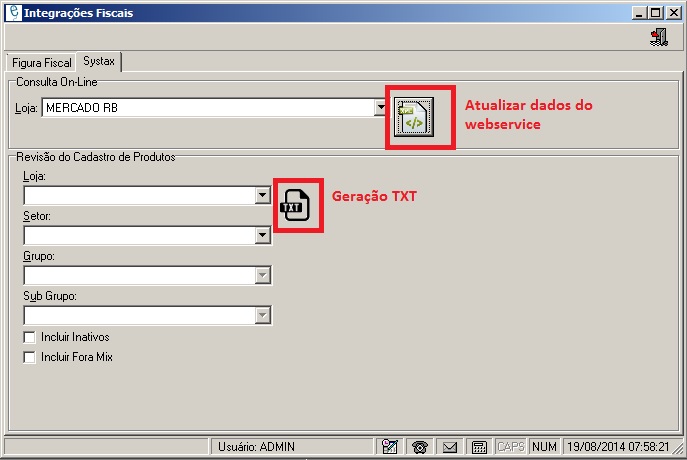 Integrações Fiscais
Figura Fiscal
Systax
Consulta On-Line
Loja: MERCADO RB
</>
Atualizar dados do
webservice
Revisão do Cadastro de Produtos
Loja:
TXT
Geração TXT
Setor:
Grupo:
Sub Grupo:
Incluir Inativos
Incluir Fora Mix
Usuário: ADMIN
CAPS
NUM
19/08/2014 07:58:21